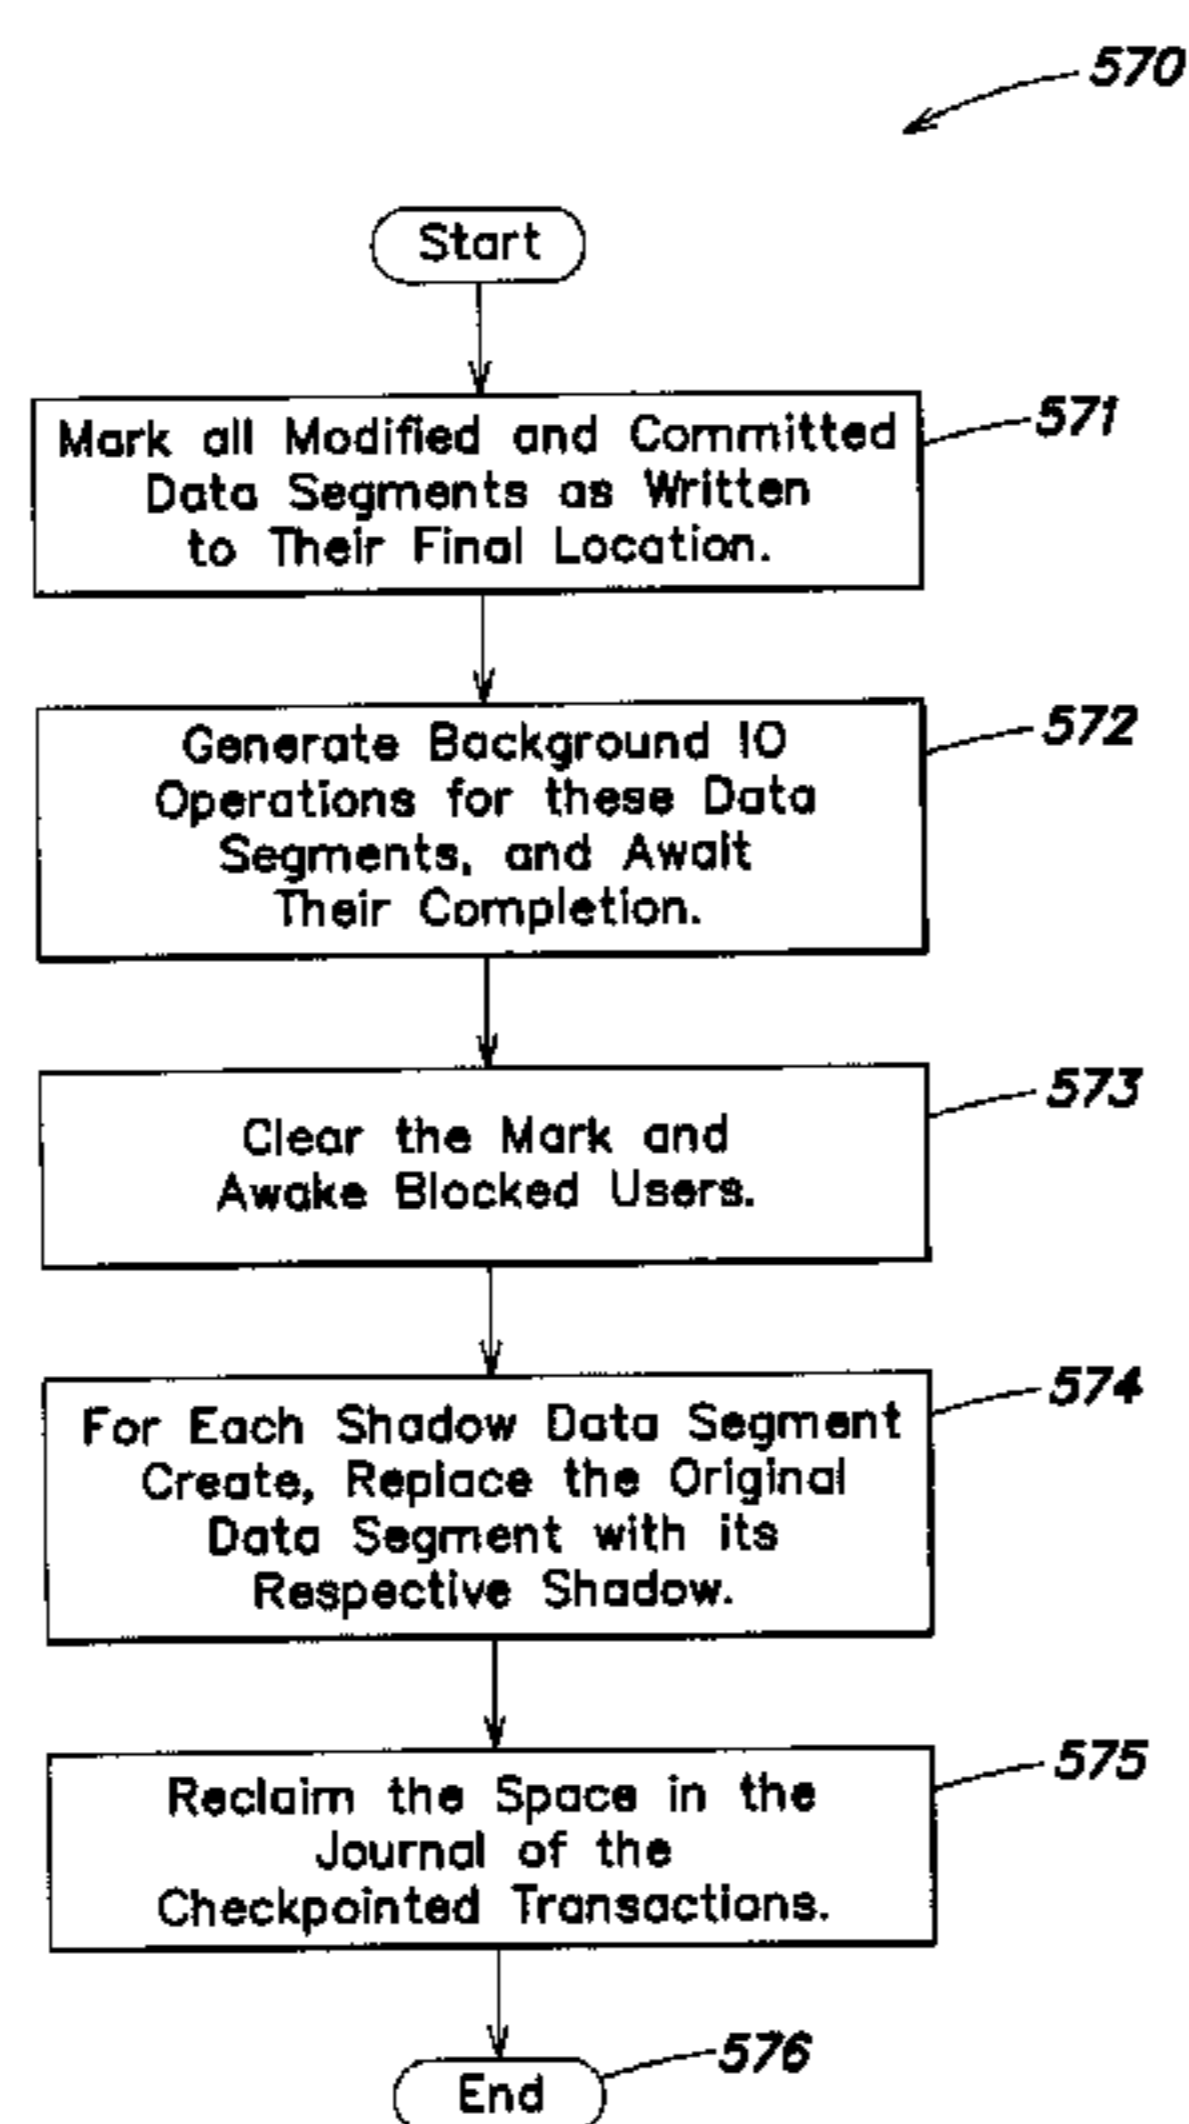 570
Start
Mark all Modified and Committed
Data Segments as Written
to Their Final Location.
571
Generate Background IO
Operations for these Data
Segments, and Await
Their Completion.
572
Clear the Mark and
Awake Blocked Users.
573
For Each Shadow Data Segment
Create, Replace the Original
Data Segment with its
Respective Shadow.
574
Reclaim the Space in the
Journal of the
Checkpointed Transactions.
575
End
576